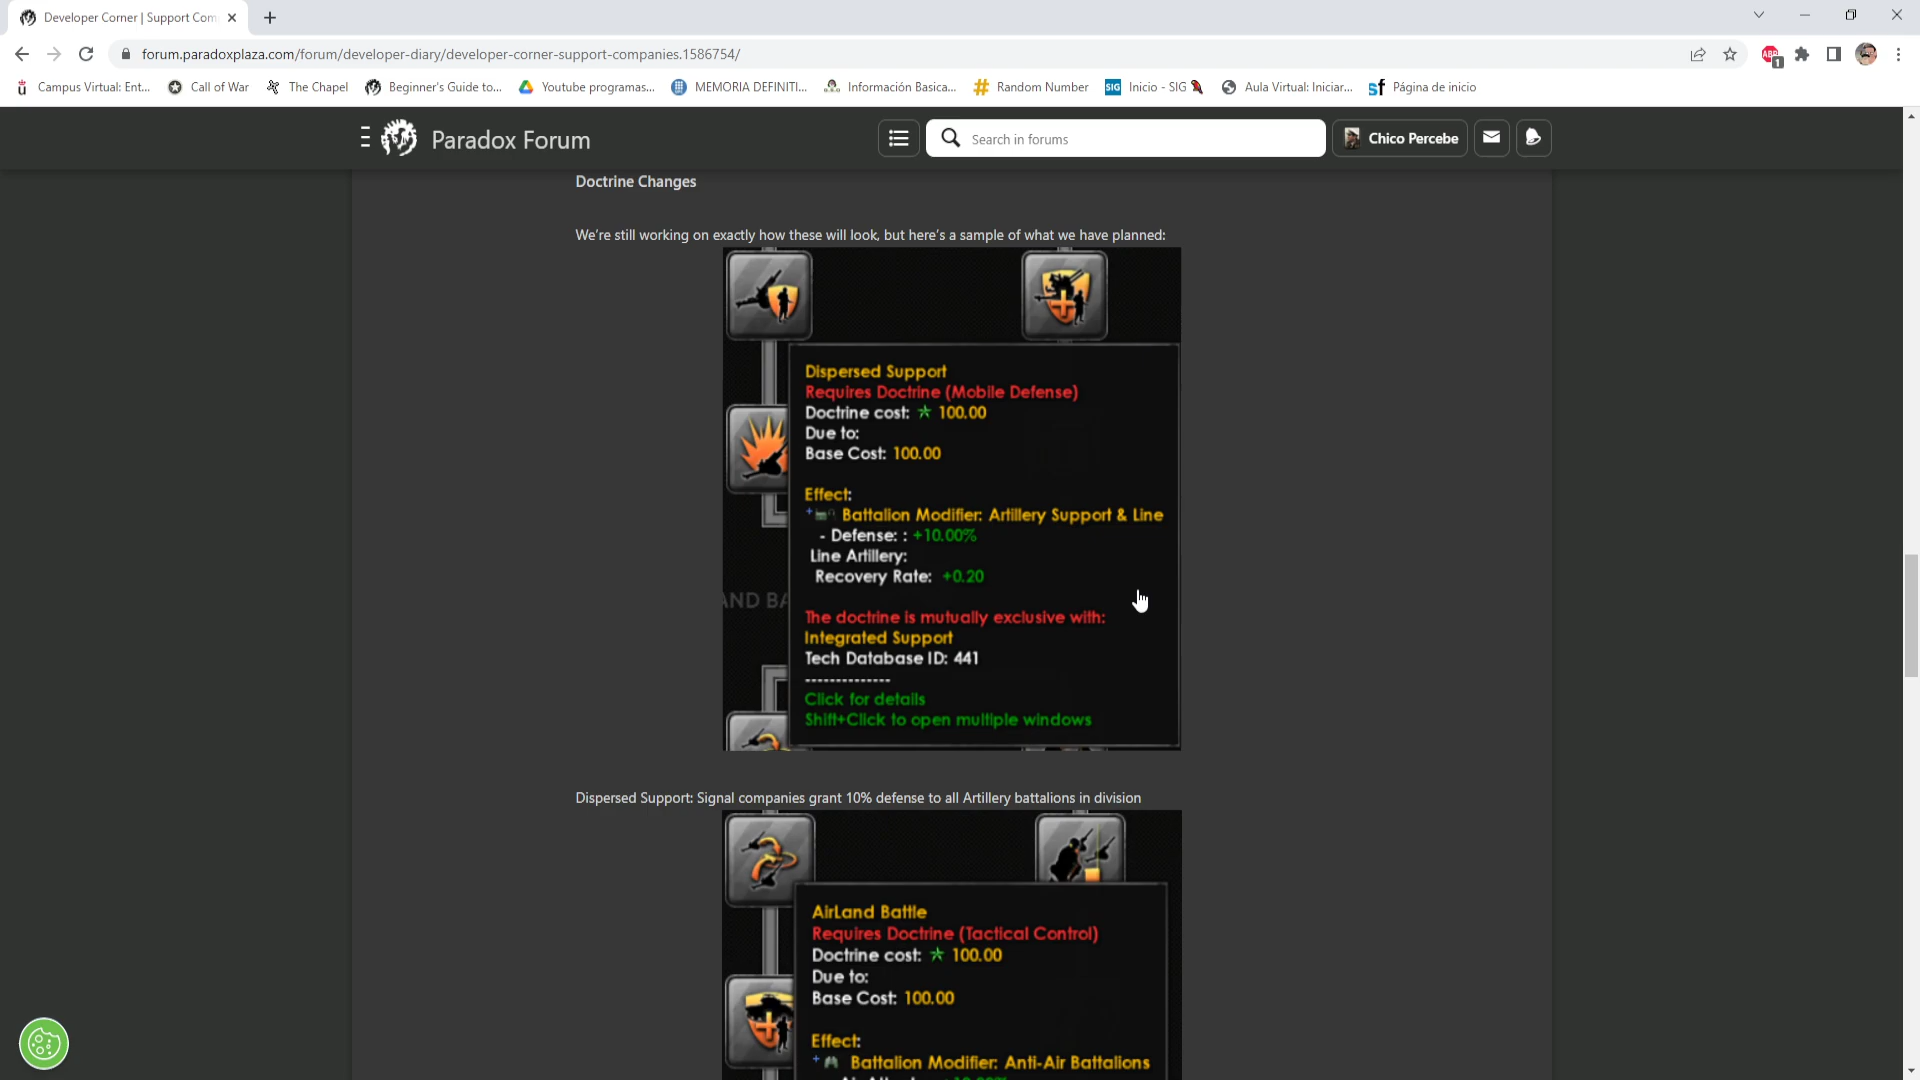 Developer Corner | Support Com
forum.paradoxplaza.com/forum/developer-diary/developer-corner-support-companies.1586754/
ABP
1
Campus Virtual: Ent...
Call of War
The Chapel
Beginner's Guide to...
Youtube programas...
MEMORIA DEFINITI...
Información Basica...
Random Number
SIG
Inicio - SIG
Aula Virtual: Iniciar...
sf
Página de inicio
Paradox Forum
Search in forums
Chico Percebe
Doctrine Changes
We're still working on exactly how these will look, but here's a sample of what we have planned:
Dispersed Support
Requires Doctrine (Mobile Defense)
Doctrine cost: 100.00
Due to:
Base Cost: 100.00
Effect:
Battalion Modifier: Artillery Support & Line
- Defense: : +10.00%
Line Artillery:
Recovery Rate: +0.20
The doctrine is mutually exclusive with:
Integrated Support
Tech Database ID: 441
--------------
Click for details
Shift+Click to open multiple windows
Dispersed Support: Signal companies grant 10% defense to all Artillery battalions in division
AirLand Battle
Requires Doctrine (Tactical Control)
Doctrine cost: 100.00
Due to:
Base Cost: 100.00
Effect:
Battalion Modifier: Anti-Air Battalions